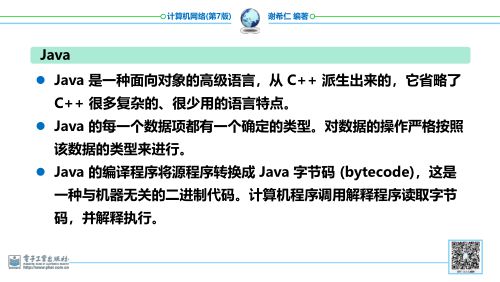 计算机网络(第7版)
谢希仁 编著
Java
Java 是一种面向对象的高级语言，从 C++ 派生出来的，它省略了
C++ 很多复杂的、很少用的语言特点。
Java 的每一个数据项都有一个确定的类型。对数据的操作严格按照
该数据的类型来进行。
Java 的编译程序将源程序转换成 Java 字节码 (bytecode)，这是
一种与机器无关的二进制代码。计算机程序调用解释程序读取字节
码，并解释执行。
电子工业出版社
http://www.phei.com.cn